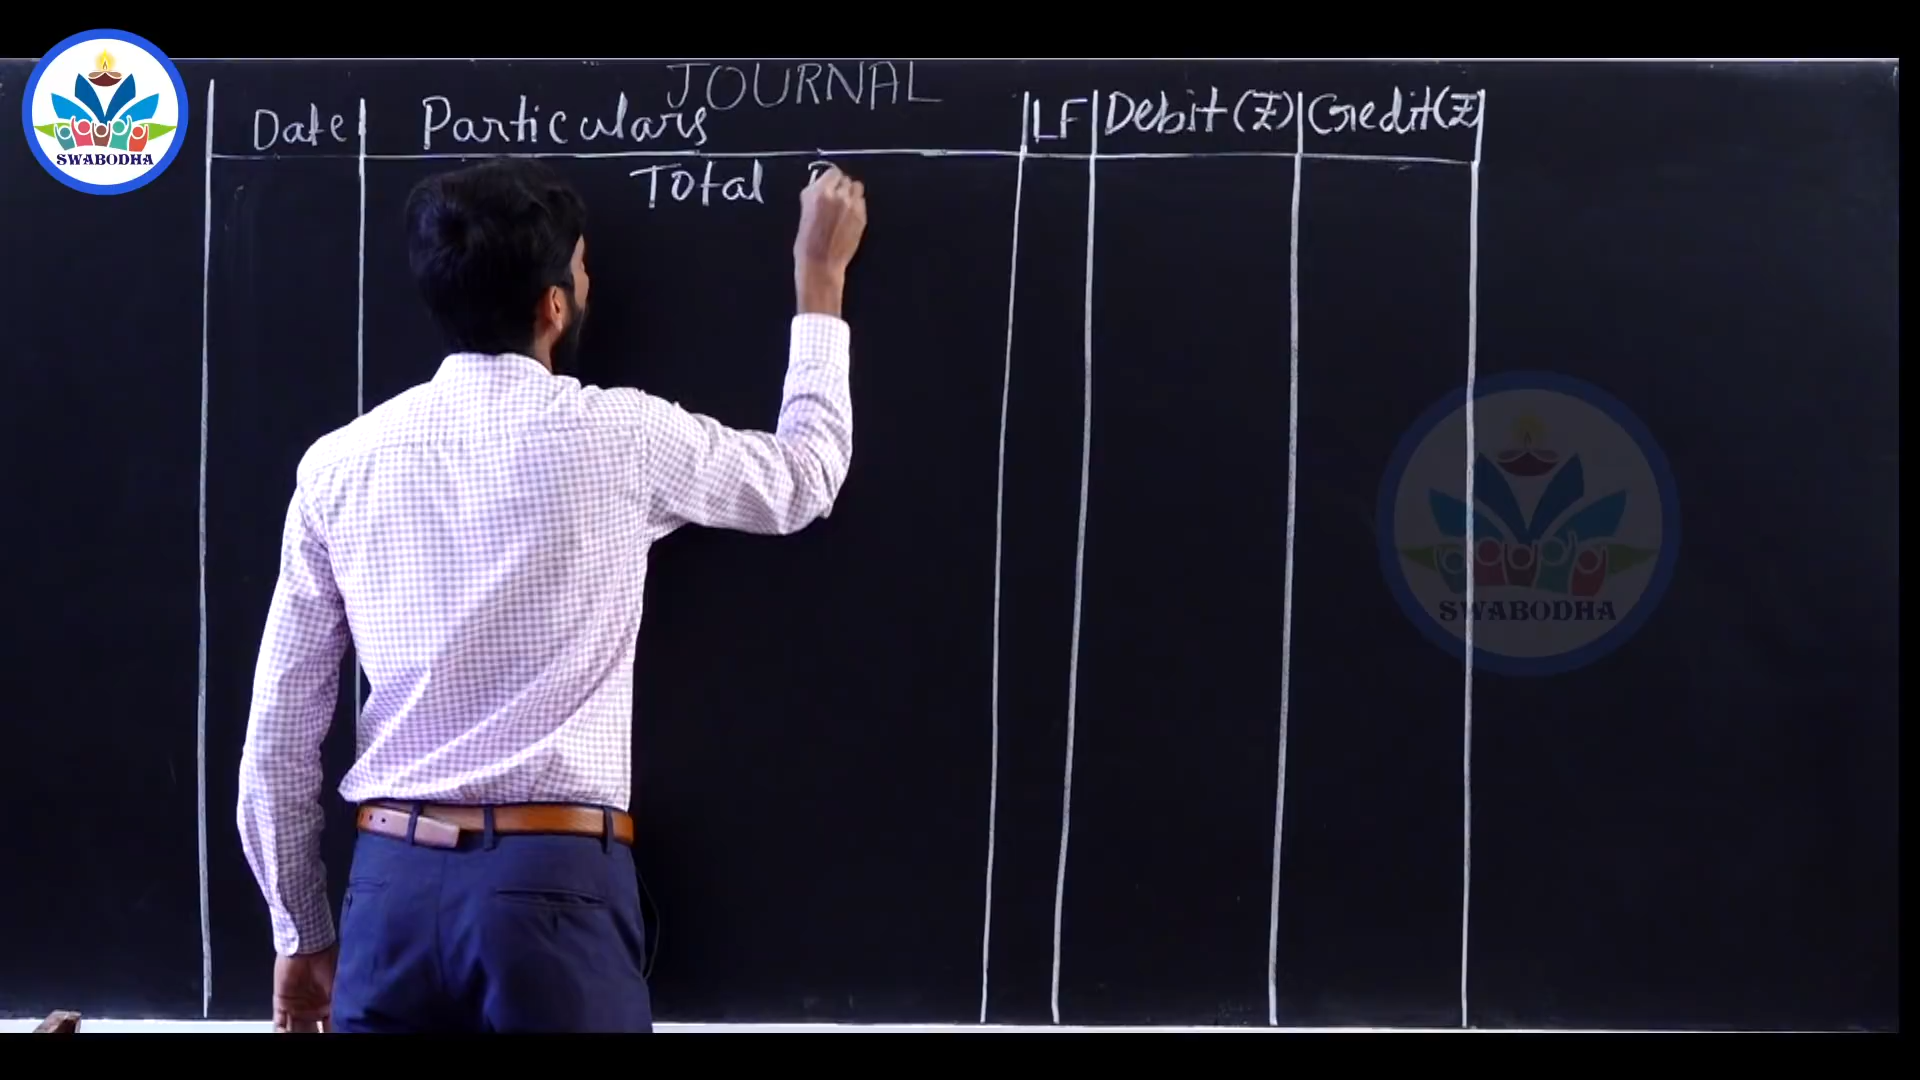 SWABODHA
JOURNAL
Date Particulars LF Debit (₹) Credit (₹)
Total
SWABODHA